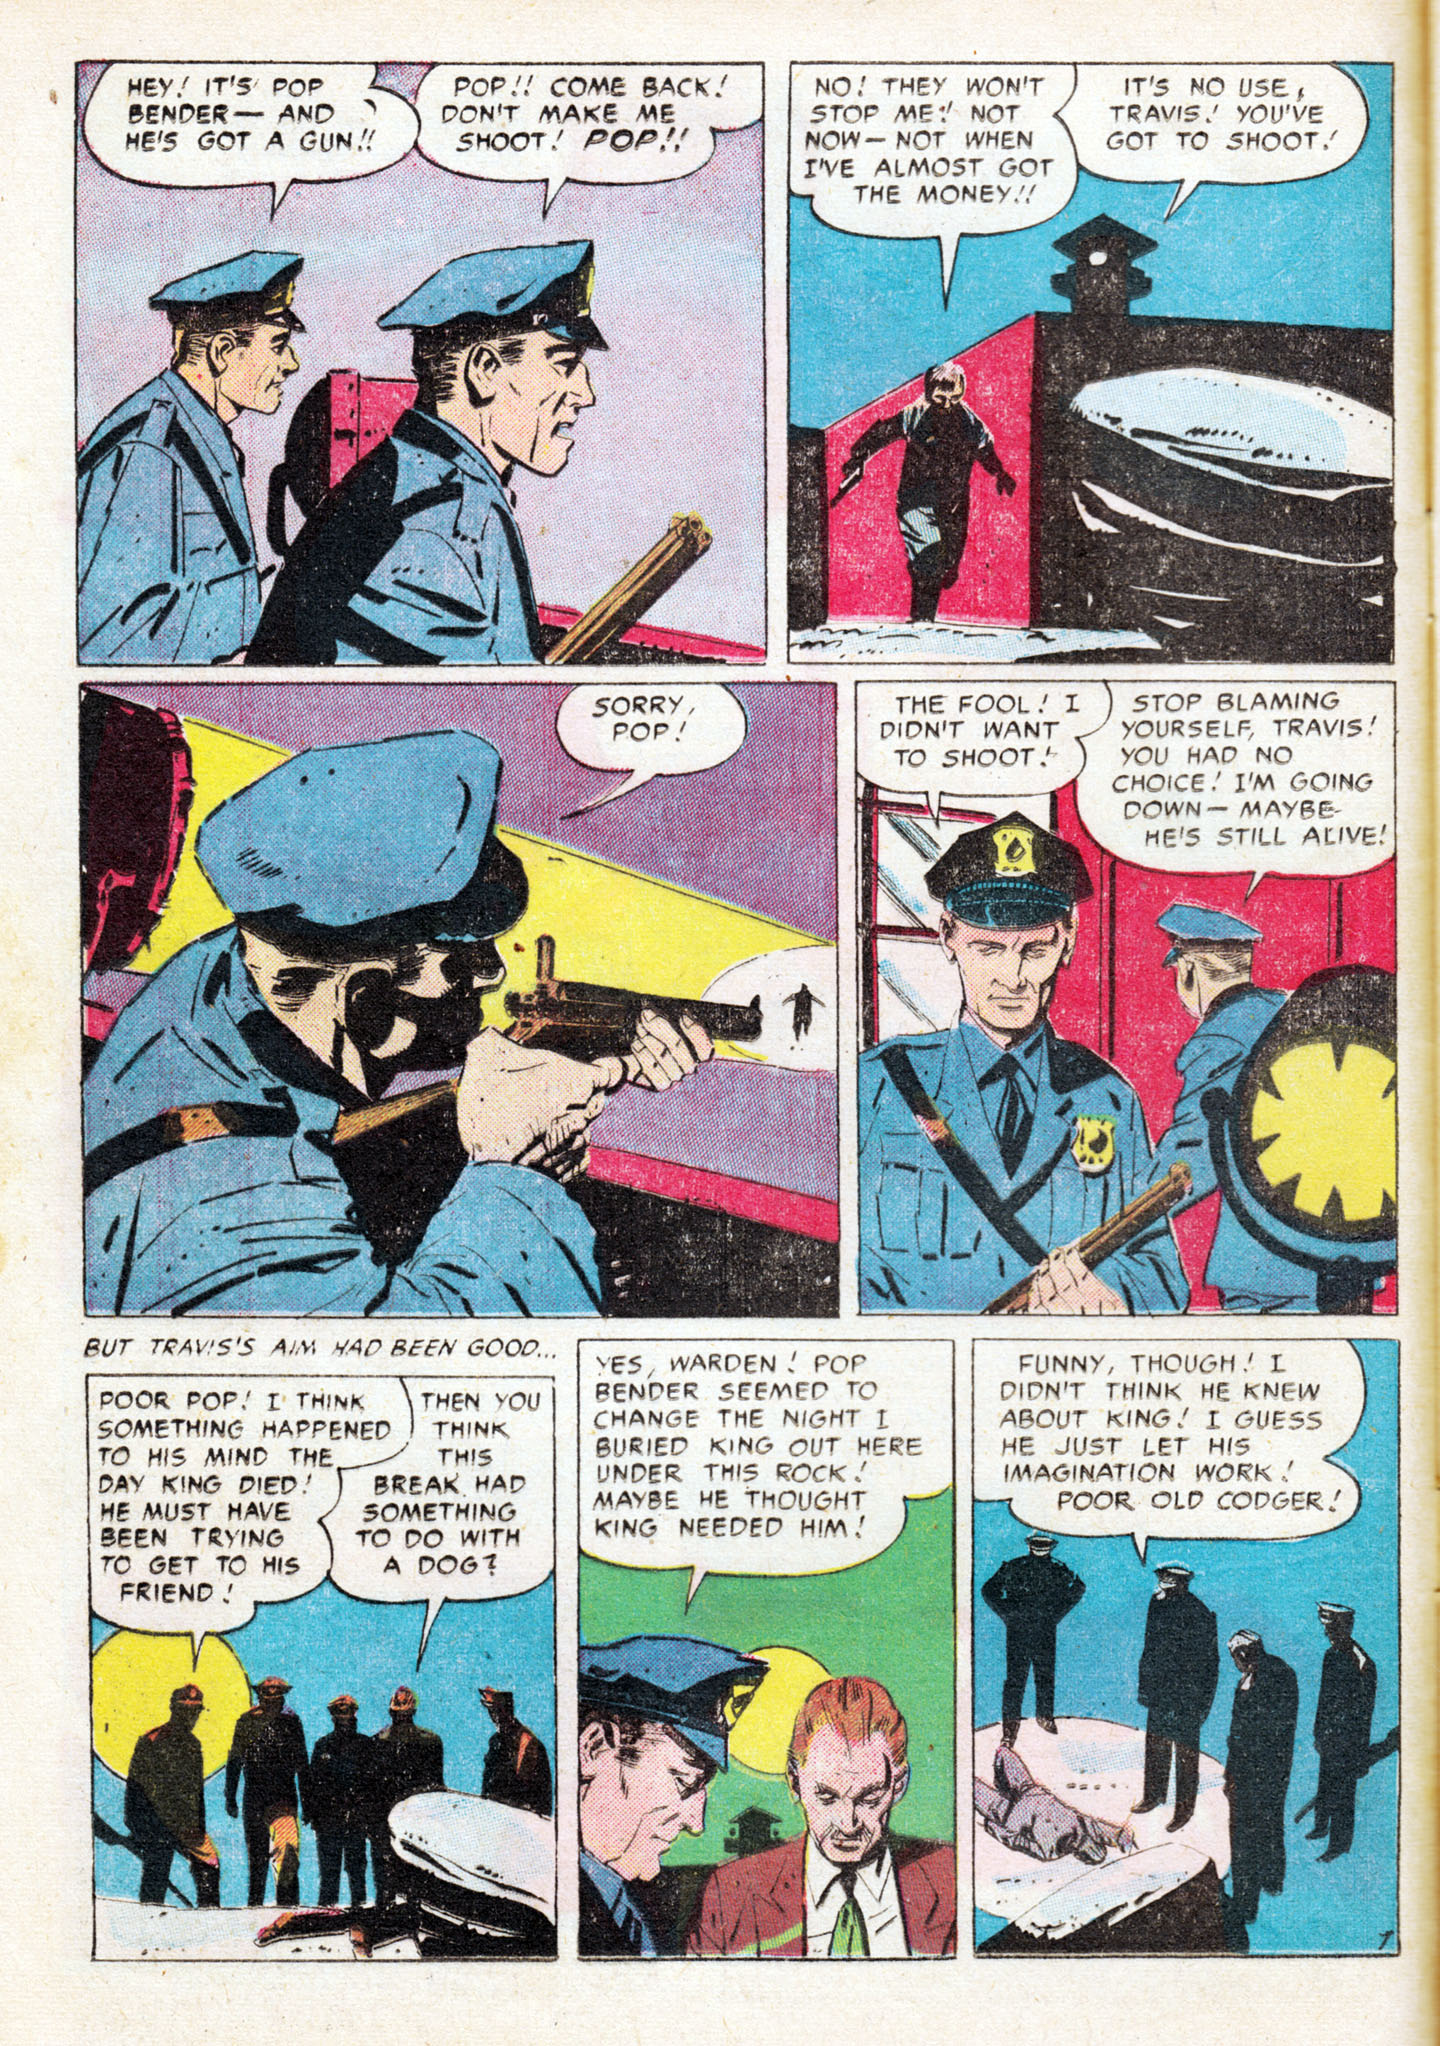 HEY! IT'S POP
BENDER— AND
HE'S GOT A GUN!!
POP!! COME BACK!
DON'T MAKE ME
SHOOT! POP!!
NO! THEY WON'T
STOP ME! NOT
NOW— NOT WHEN
I'VE ALMOST GOT
THE MONEY!!
IT'S NO USE,
TRAVIS! YOU'VE
GOT TO SHOOT!
SORRY,
POP!
THE FOOL! I
DIDN'T WANT
TO SHOOT!
STOP BLAMING
YOURSELF, TRAVIS!
YOU HAD NO
CHOICE! I'M GOING
DOWN— MAYBE
HE'S STILL ALIVE!
BUT TRAVIS'S AIM HAD BEEN GOOD...
POOR POP! I THINK
SOMETHING HAPPENED
TO HIS MIND THE
DAY KING DIED!
HE MUST HAVE
BEEN TRYING
TO GET TO HIS
FRIEND!
THEN YOU
THINK
THIS
BREAK HAD
SOMETHING
TO DO WITH
A DOG?
YES, WARDEN! POP
BENDER SEEMED TO
CHANGE THE NIGHT I
BURIED KING OUT HERE
UNDER THIS ROCK!
MAYBE HE THOUGHT
KING NEEDED HIM!
FUNNY, THOUGH! I
DIDN'T THINK HE KNEW
ABOUT KING! I GUESS
HE JUST LET HIS
IMAGINATION WORK!
POOR OLD CODGER!
7